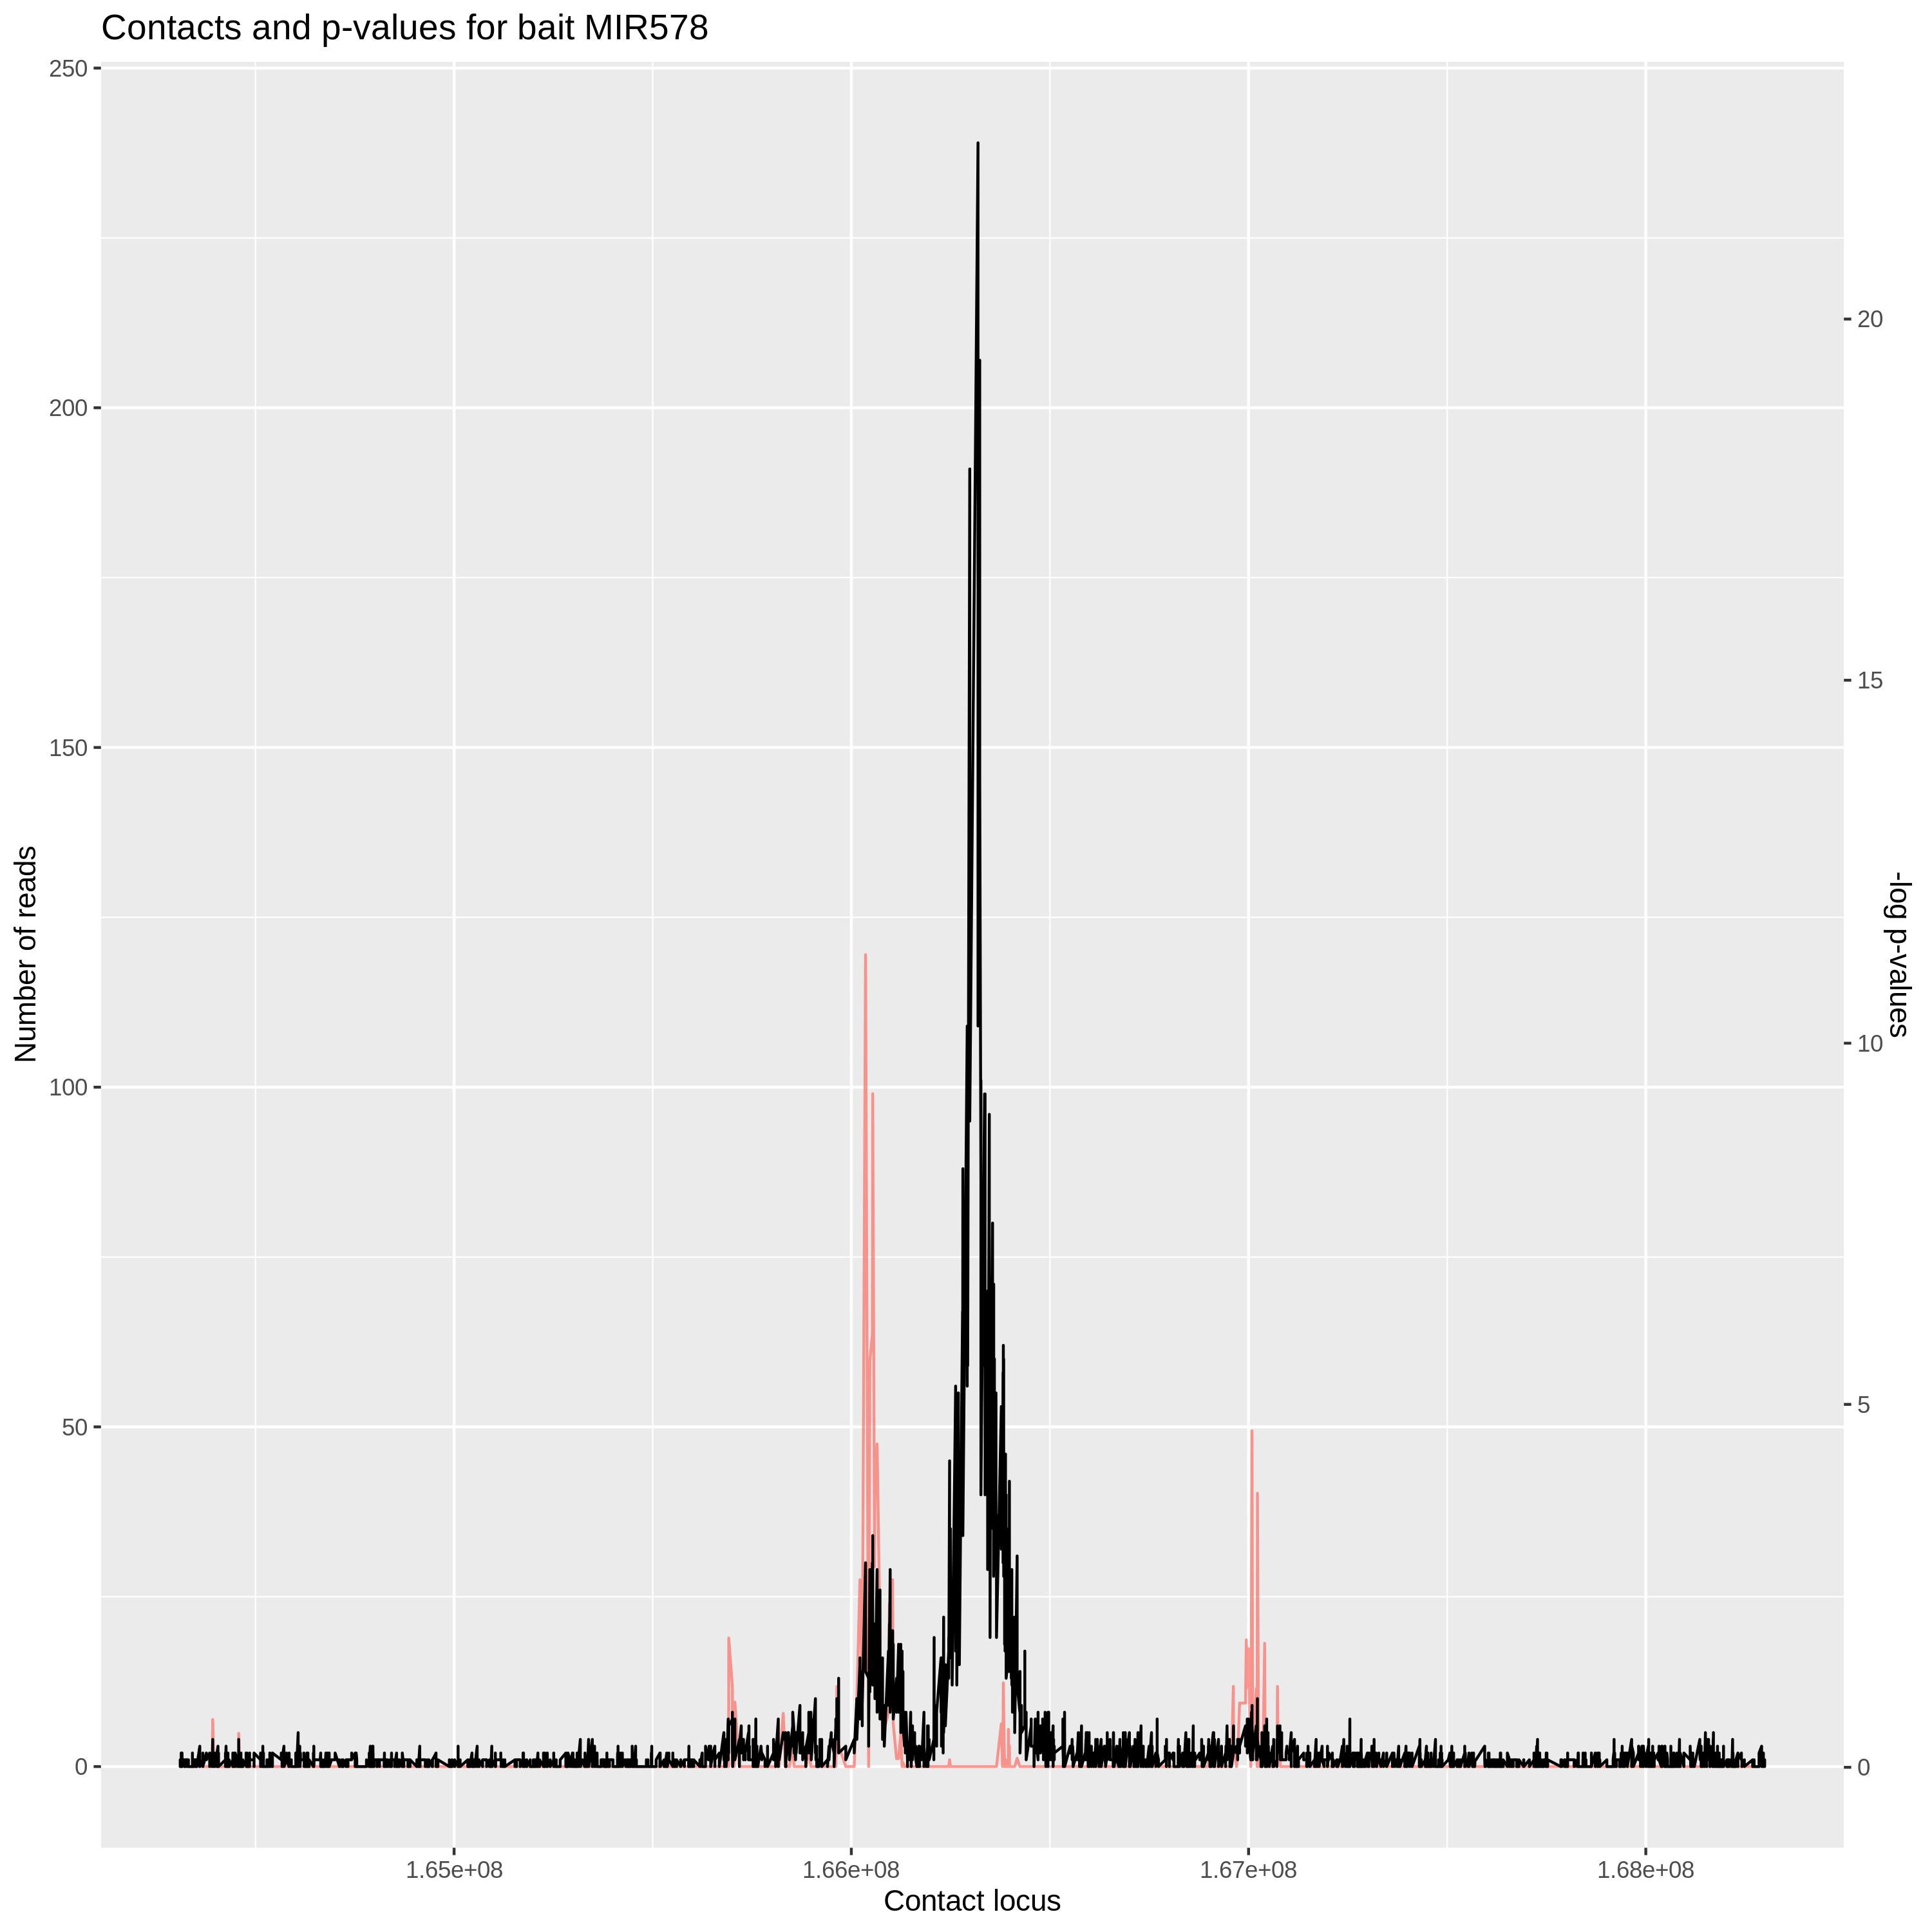 Contacts and p-values for bait MIR578
250
200
150
100
50
0
Number of reads
20
15
10
5
0
-log p-values
1.65e+08
1.66e+08
1.67e+08
1.68e+08
Contact locus